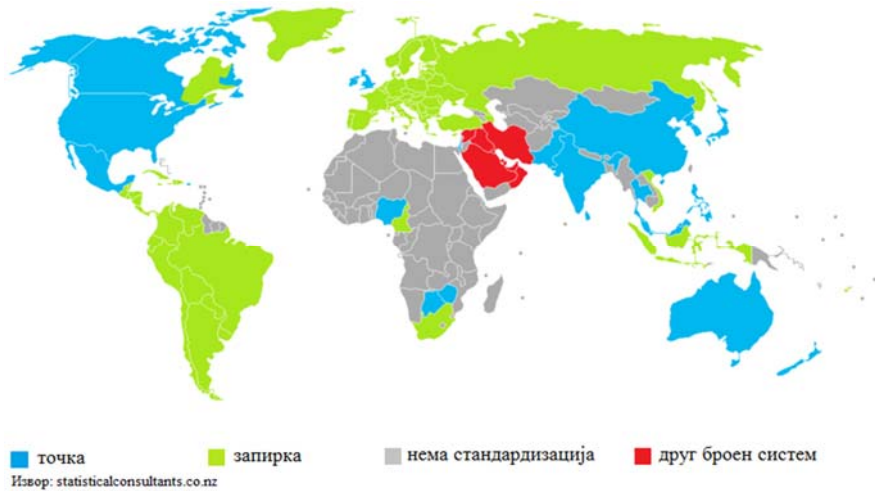 точка запирка нема стандардизација друг броен систем
Извор: statisticalconsultants.co.nz